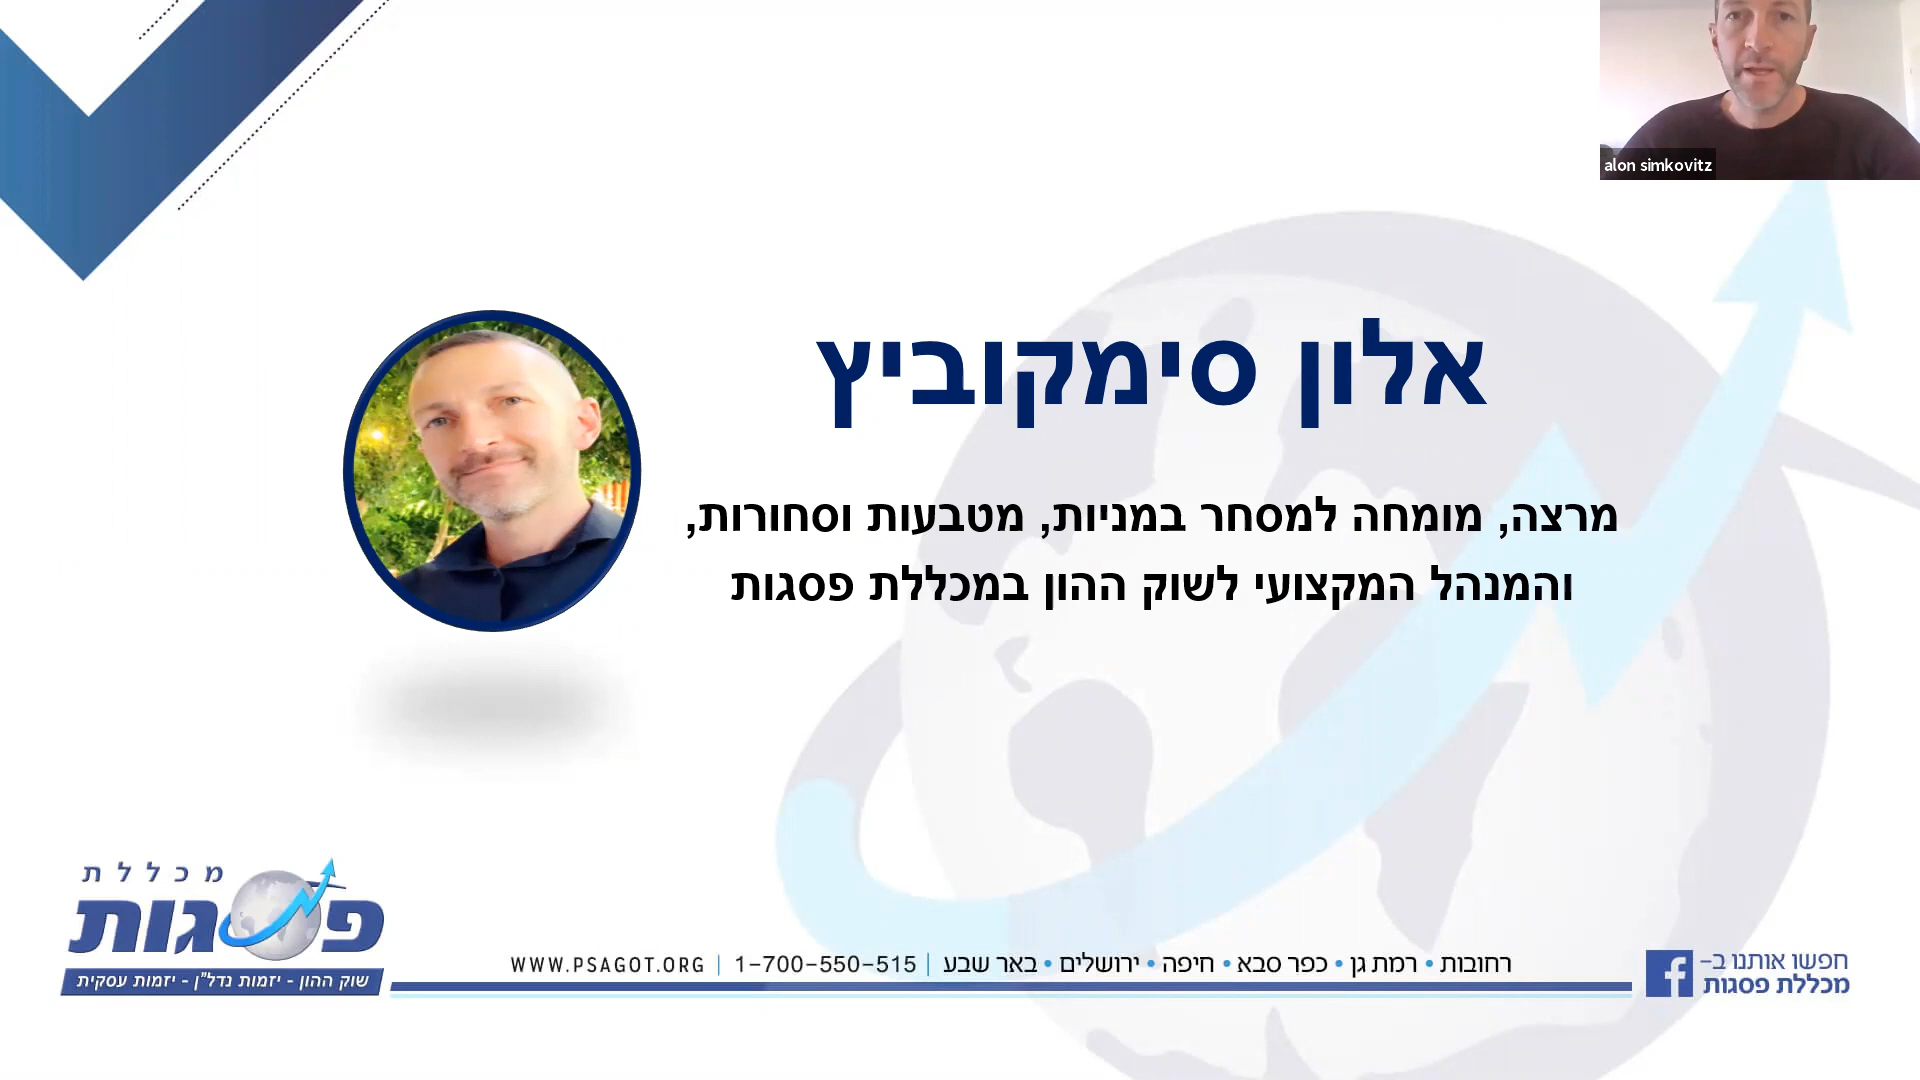 alon simkovitz
אלון סימקוביץ
מרצה, מומחה למסחר במניות, מטבעות וסחורות,
והמנהל המקצועי לשוק ההון במכללת פסגות
מכללת
פסגות
שוק ההון - יזמות נדל"ן - יזמות עסקית
רחובות • רמת גן • כפר סבא • חיפה • ירושלים • באר שבע | 1-700-550-515 | WWW.PSAGOT.ORG
חפשו אותנו ב-
מכללת פסגות